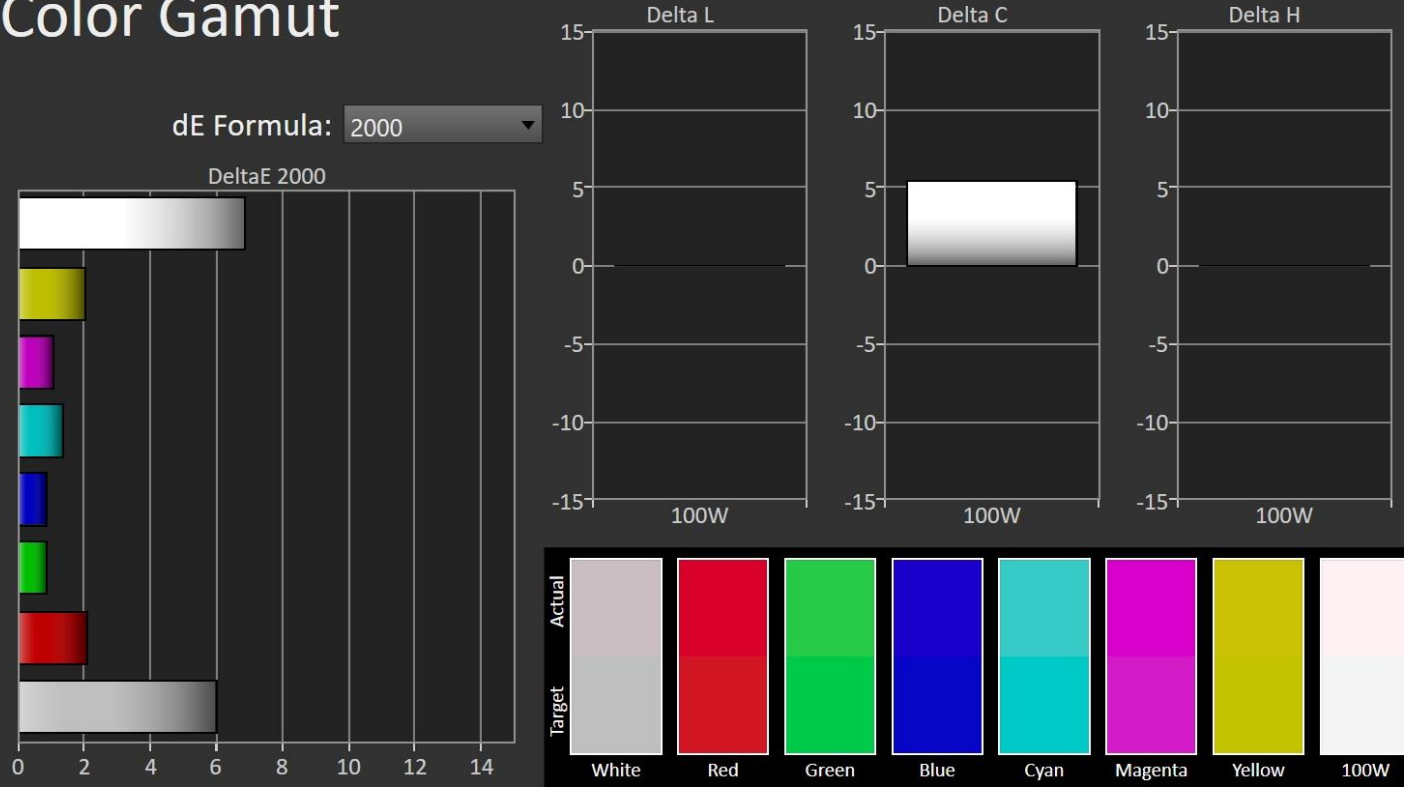 Color Gamut
dE Formula: 2000
DeltaE 2000
0 2 4 6 8 10 12 14
Delta L
15
10
5
0
-5
-10
-15
100W
Delta C
15
10
5
0
-5
-10
-15
100W
Delta H
15
10
5
0
-5
-10
-15
100W
Actual
Target
White Red Green Blue Cyan Magenta Yellow 100W